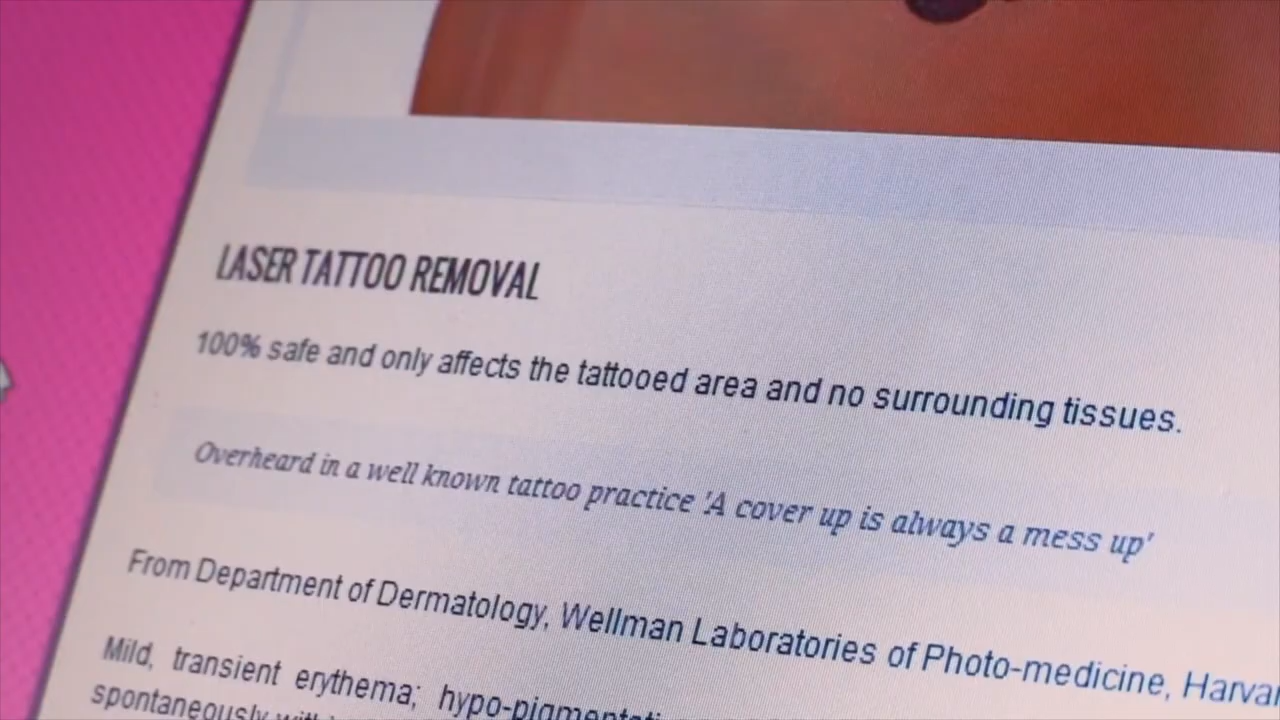 LASER TATTOO REMOVAL
100% safe and only affects the tattooed area and no surrounding tissues.
Overheard in a well known tattoo practice 'A cover up is always a mess up'
From Department of Dermatology, Wellman Laboratories of Photo-medicine,
Mild, transient erythema;
spontaneously